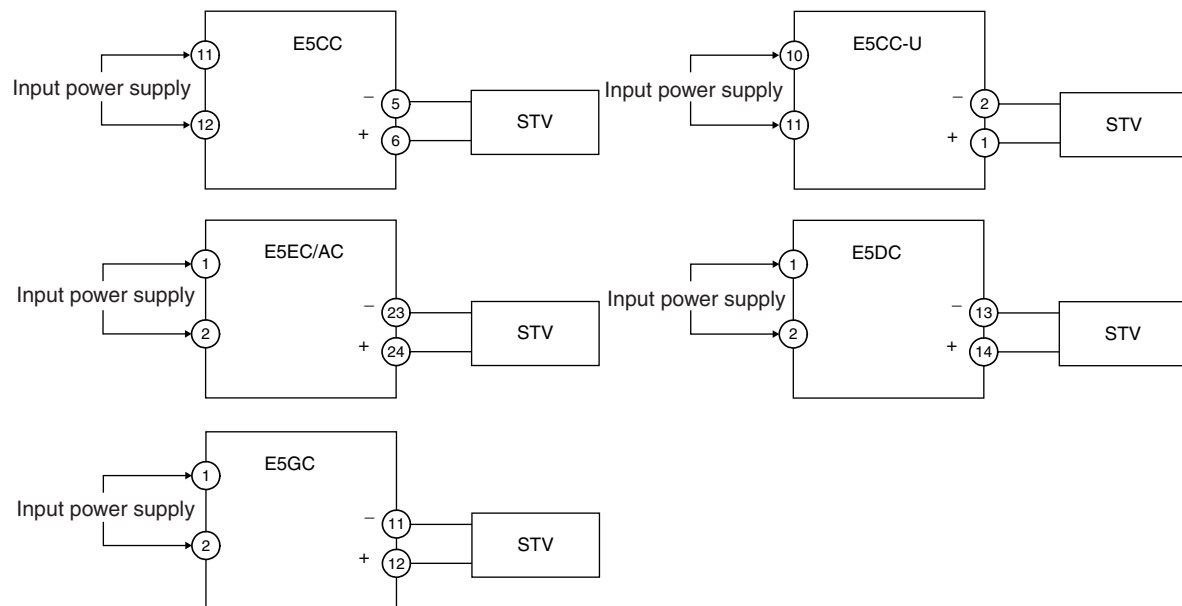 E5CC
11
Input power supply
12
−
5
+
6
STV
E5CC-U
10
Input power supply
11
−
2
+
1
STV
E5EC/AC
1
Input power supply
2
−
23
+
24
STV
E5DC
1
Input power supply
2
−
13
+
14
STV
E5GC
1
Input power supply
2
−
11
+
12
STV